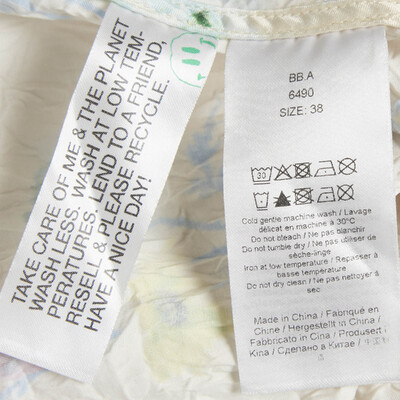 TAKE CARE OF ME & THE PLANET
WASH LESS. WASH AT LOW TEM-
PERATURES. LEND TO A FRIEND,
RESELL & PLEASE RECYCLE.
HAVE A NICE DAY!
BB.A
6490
SIZE: 38
30
Cold gentle machine wash / Lavage
délicat en machine à 30°C
Do not bleach / Ne pas blanchir
Do not tumble dry / Ne pas utiliser de
sèche-linge
Iron at low temperature / Repasser à
basse température
Do not dry clean / Ne pas nettoyer à
sec
Made in China / Fabriqué en
Chine / Hergestellt in China /
Fabbricato in Cina / Produsert i
Kina / Сделано в Китае /